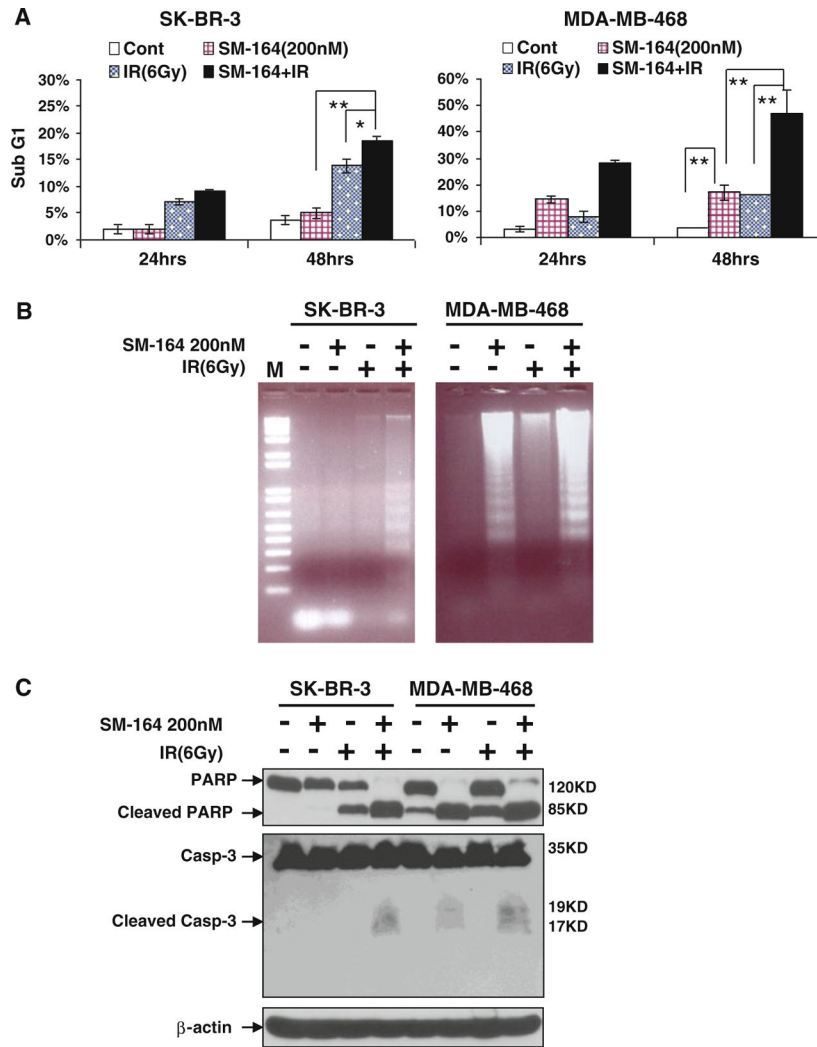 A
SK-BR-3
Cont
SM-164(200nM)
IR(6Gy)
SM-164+IR
30%
25%
20%
15%
10%
5%
0%
Sub G1
**
*
24hrs
48hrs
MDA-MB-468
Cont
SM-164(200nM)
IR(6Gy)
SM-164+IR
60%
50%
40%
30%
20%
10%
0%
**
**
**
24hrs
48hrs
B
SK-BR-3 MDA-MB-468
SM-164 200nM - + - + - + - +
IR(6Gy) - - + + - - + +
M
C
SK-BR-3 MDA-MB-468
SM-164 200nM - + - + - + - +
IR(6Gy) - - + + - - + +
PARP 120KD
Cleaved PARP 85KD
Casp-3 35KD
Cleaved Casp-3 19KD
17KD
β-actin